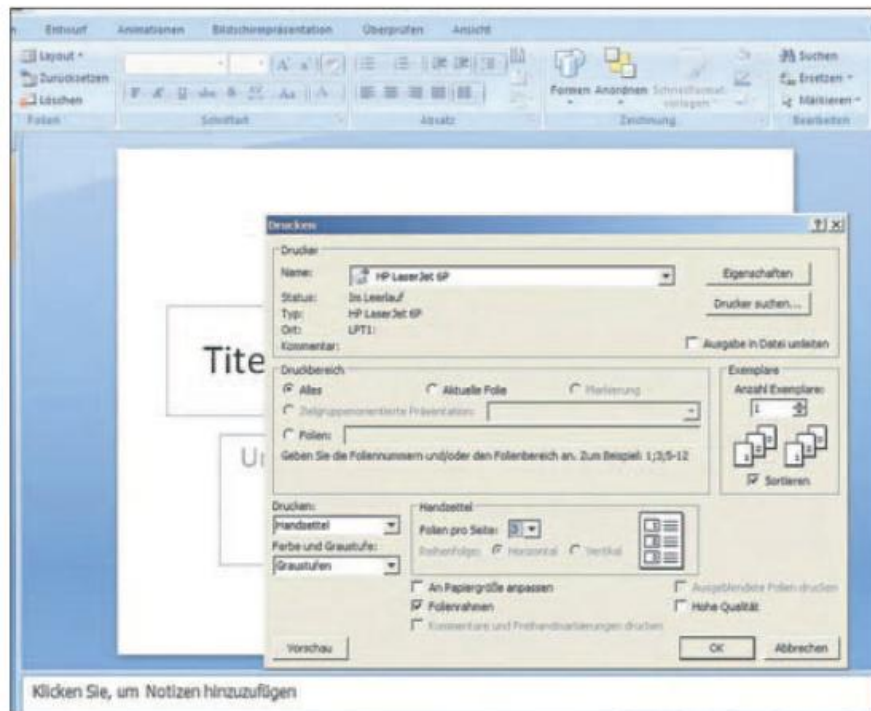 Entwurf Animationen Bildschirmpräsentation Überprüfen Ansicht
Layout
Zurücksetzen
Löschen
Folien
Schriftart
Absatz
Formen Anordnen Schnellformat-
vorlagen
Zeichnung
Suchen
Ersetzen
Markieren
Bearbeiten
Tite
Drucken
Drucker
Name: HP LaserJet 6P Eigenschaften
Status: Im Leerlauf
Typ: HP LaserJet 6P Drucker suchen...
Ort: LPT1:
Kommentar: Ausgabe in Datei umleiten
Druckbereich
Alles Aktuelle Folie Markierung
Zielgruppenorientierte Präsentation:
Folien:
Geben Sie die Foliennummern und/oder den Folienbereich an. Zum Beispiel: 1;3;5-12
Exemplare
Anzahl Exemplare:
1
Sortieren
Drucken:
Handzettel
Farbe und Graustufe:
Graustufen
Handzettel
Folien pro Seite: 3
Reihenfolge: Horizontal Vertikal
An Papiergröße anpassen Ausgeblendete Folien drucken
Folienrahmen Hohe Qualität
Kommentare und Freihandmarkierungen drucken
Vorschau OK Abbrechen
Klicken Sie, um Notizen hinzuzufügen